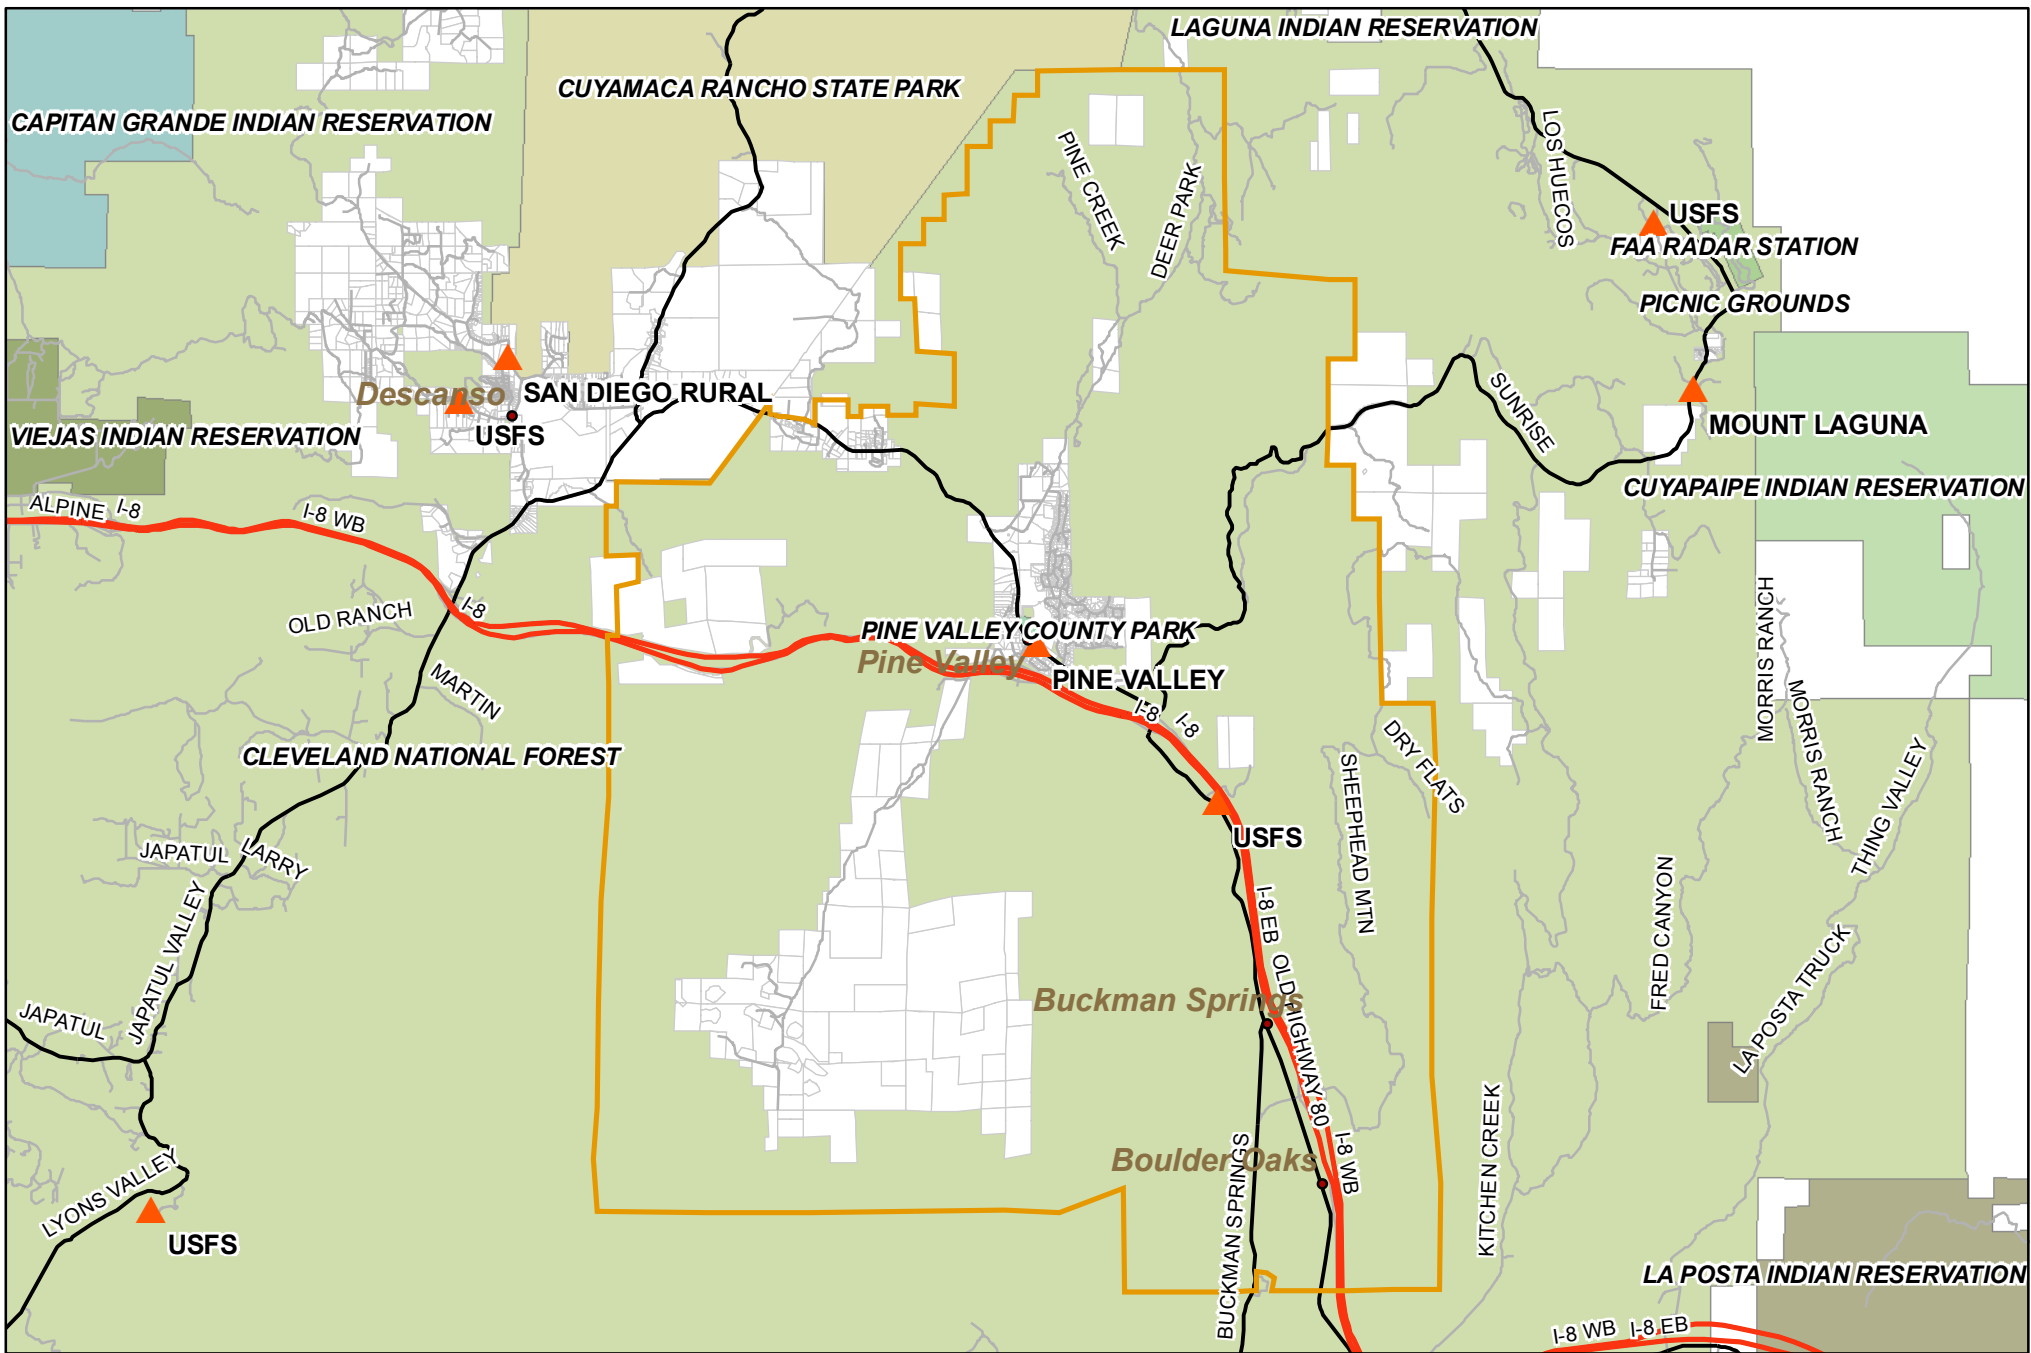 LAGUNA INDIAN RESERVATION
CUYAMACA RANCHO STATE PARK
CAPITAN GRANDE INDIAN RESERVATION
LOS HUECOS
PINE CREEK
DEER PARK
USFS
FAA RADAR STATION
PICNIC GROUNDS
Descanso
SAN DIEGO RURAL
USFS
VIEJAS INDIAN RESERVATION
SUNRISE
MOUNT LAGUNA
CUYAPAIPE INDIAN RESERVATION
ALPINE
I-8
I-8 WB
OLD RANCH
I-8
PINE VALLEY COUNTY PARK
Pine Valley
PINE VALLEY
MARTIN
I-8
I-8
MORRIS RANCH
MORRIS RANCH
CLEVELAND NATIONAL FOREST
DRY FLATS
SHEEPHEAD MTN
THING VALLEY
USFS
JAPATUL
LARRY
JAPATUL VALLEY
I-8 EB
OLD HIGHWAY 80
FRED CANYON
LA POSTA TRUCK
Buckman Springs
JAPATUL
KITCHEN CREEK
Boulder Oaks
I-8 WB
BUCKMAN SPRINGS
LYONS VALLEY
USFS
LA POSTA INDIAN RESERVATION
I-8 WB
I-8 EB